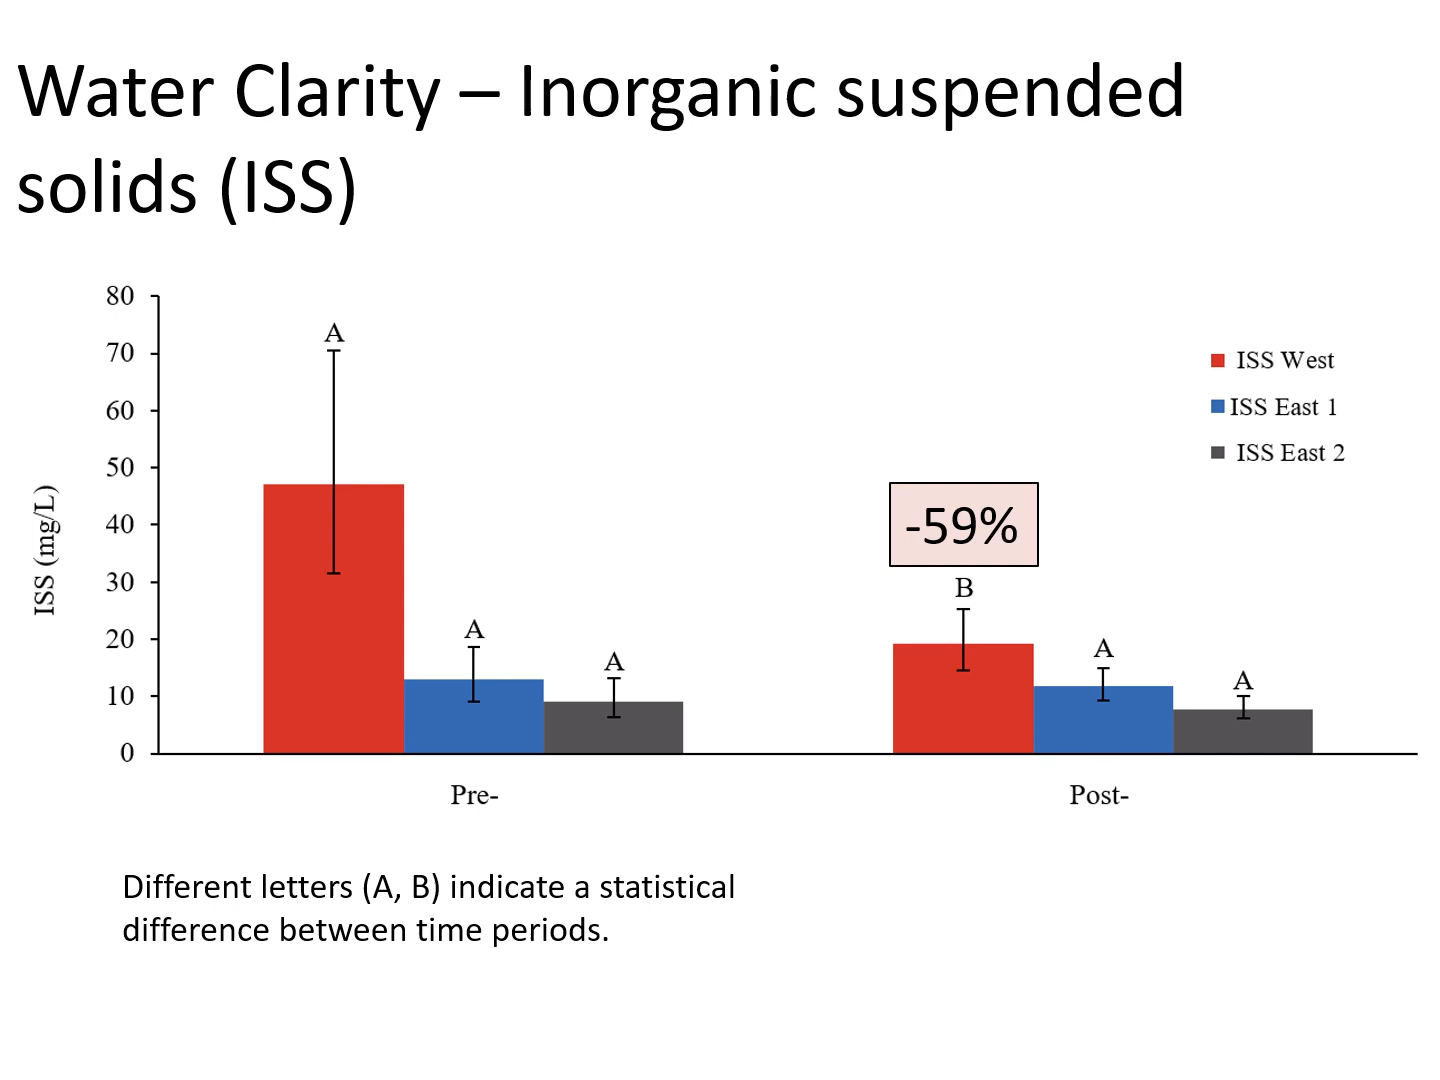 Water Clarity – Inorganic suspended
solids (ISS)
80
70
60
50
40
30
20
10
0
ISS (mg/L)
A
A
A
-59%
B
A
A
ISS West
ISS East 1
ISS East 2
Pre-
Post-
Different letters (A, B) indicate a statistical
difference between time periods.